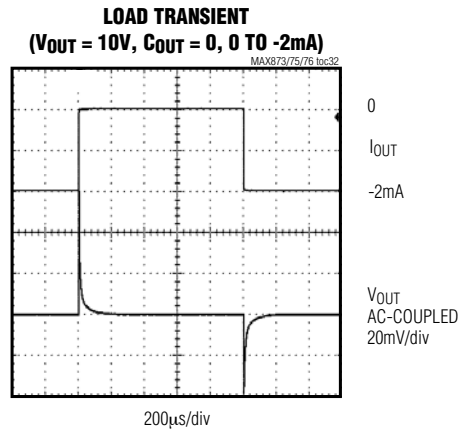 LOAD TRANSIENT
(VOUT = 10V, COUT = 0, 0 TO -2mA)
MAX873/75/76 toc32
0
IOUT
-2mA
VOUT
AC-COUPLED
20mV/div
200µs/div